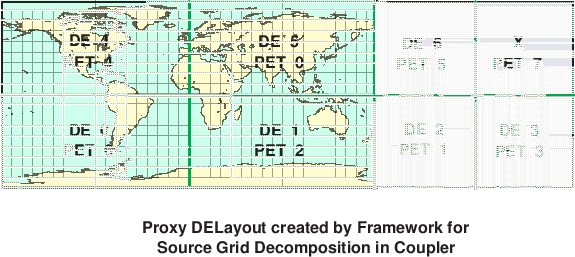 DE 4 DE 5 DE 6 X
PET 4 PET 0 PET 5 PET 7
DE DE 1 DE 2 DE 3
PET PET 2 PET 1 PET 3
Proxy DELayout created by Framework for
Source Grid Decomposition in Coupler